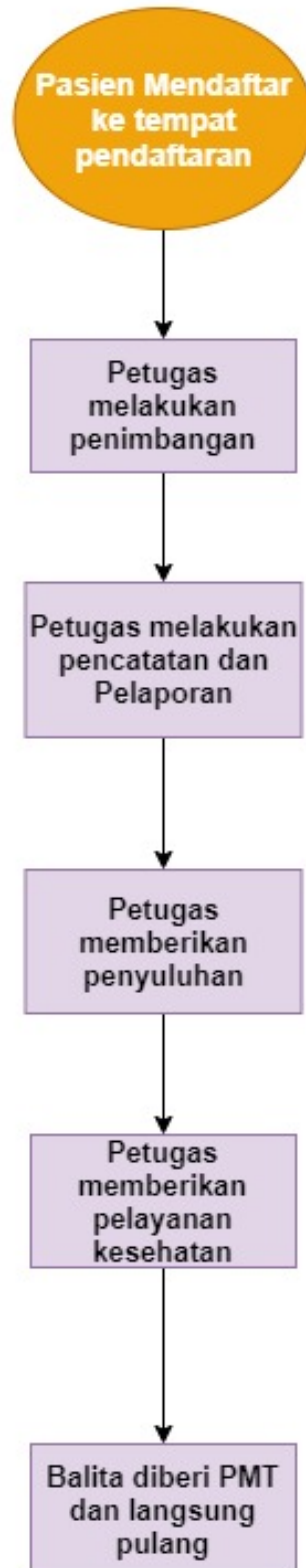 Pasien Mendaftar
ke tempat
pendaftaran
Petugas
melakukan
penimbangan
Petugas melakukan
pencatatan dan
Pelaporan
Petugas
memberikan
penyuluhan
Petugas
memberikan
pelayanan
kesehatan
Balita diberi PMT
dan langsung
pulang